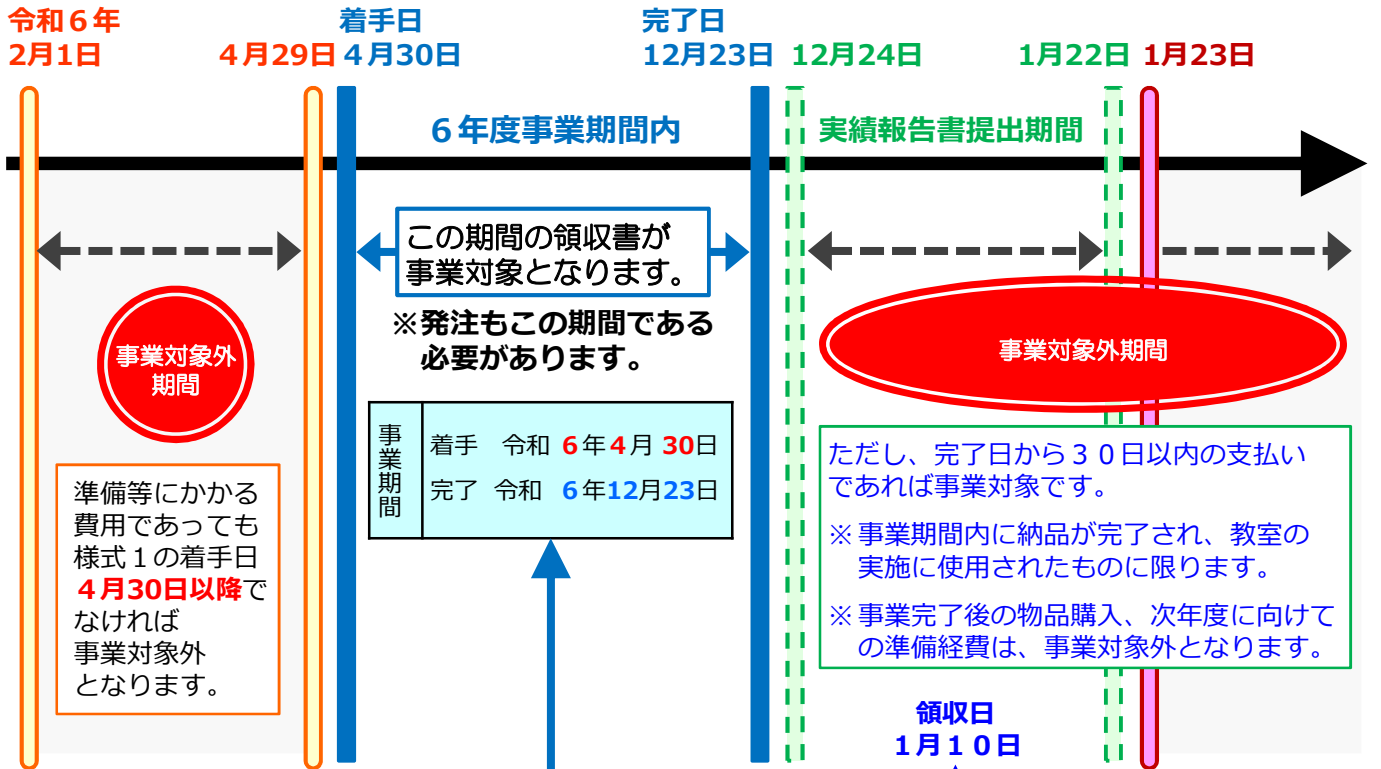 令和６年
2月1日
４月29日
着手日
４月30日
完了日
12月23日
12月24日
1月22日
1月23日
６年度事業期間内
実績報告書提出期間
この期間の領収書が
事業対象となります。
※発注もこの期間である
必要があります。
事業対象外
期間
事業対象外期間
事業期間
着手 令和 6年4月 30日
完了 令和 6年12月23日
準備等にかかる
費用であっても
様式１の着手日
４月30日以降で
なければ
事業対象外
となります。
ただし、完了日から３０日以内の支払い
であれば事業対象です。
※ 事業期間内に納品が完了され、教室の
実施に使用されたものに限ります。
※ 事業完了後の物品購入、次年度に向けて
の準備経費は、事業対象外となります。
領収日
１月１０日